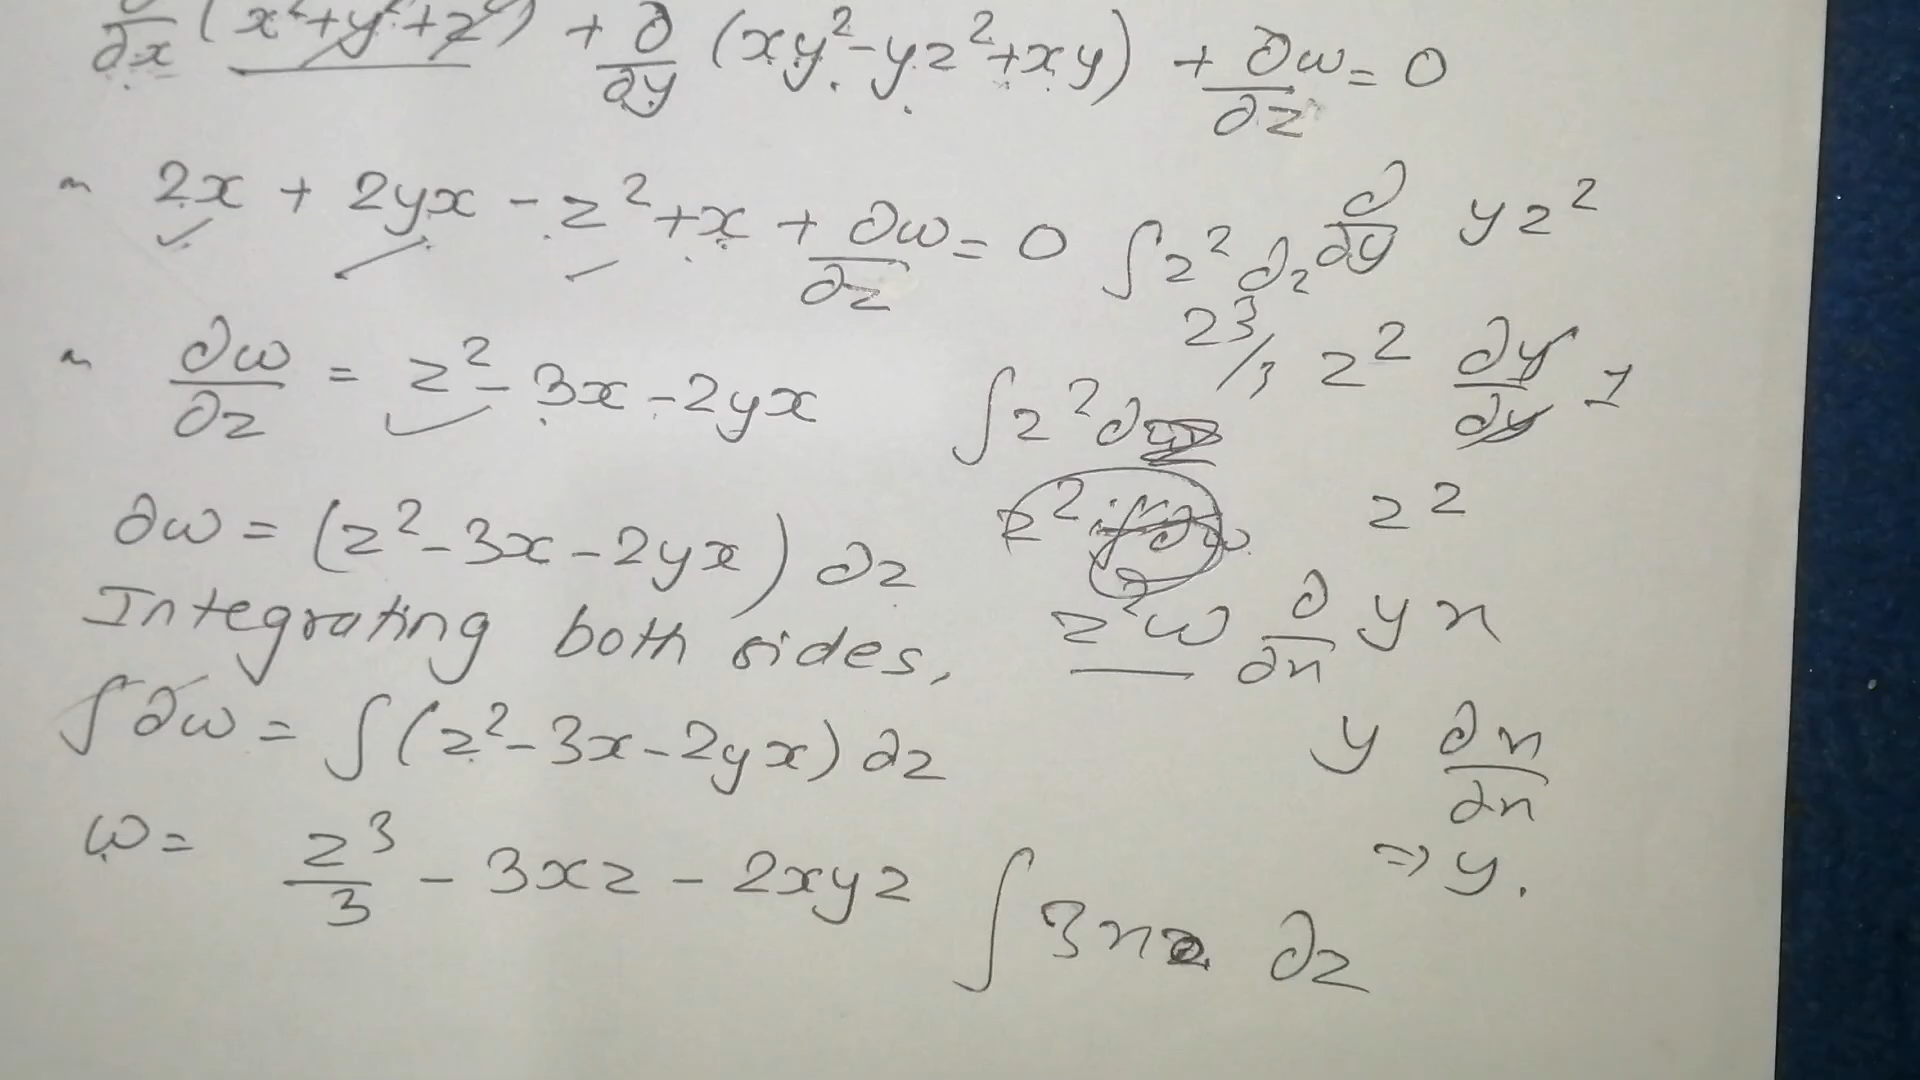 ∂/∂x (x²+y²+z²) + ∂/∂y (xy²-yz²+xy) + ∂ω/∂z = 0
~ 2x + 2yx - z² + x + ∂ω/∂z = 0
~ ∂ω/∂z = z² - 3x - 2yx
∂ω = (z² - 3x - 2yx) ∂z
Integrating both sides,
∫∂ω = ∫(z² - 3x - 2yx) ∂z
ω = z³/3 - 3xz - 2xyz
∫z² ∂z
z³/3
∫z² ∂
z²ω
∂/∂y yz²
z² ∂y/∂y 1
z²
∂/∂n yn
y ∂n/∂n
⇒ y.
∫3n ∂z